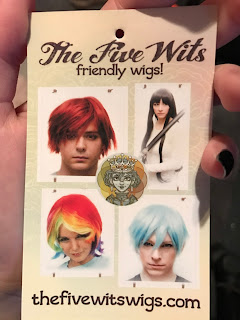 The Five Wits
friendly wigs!
thefivewitswigs.com